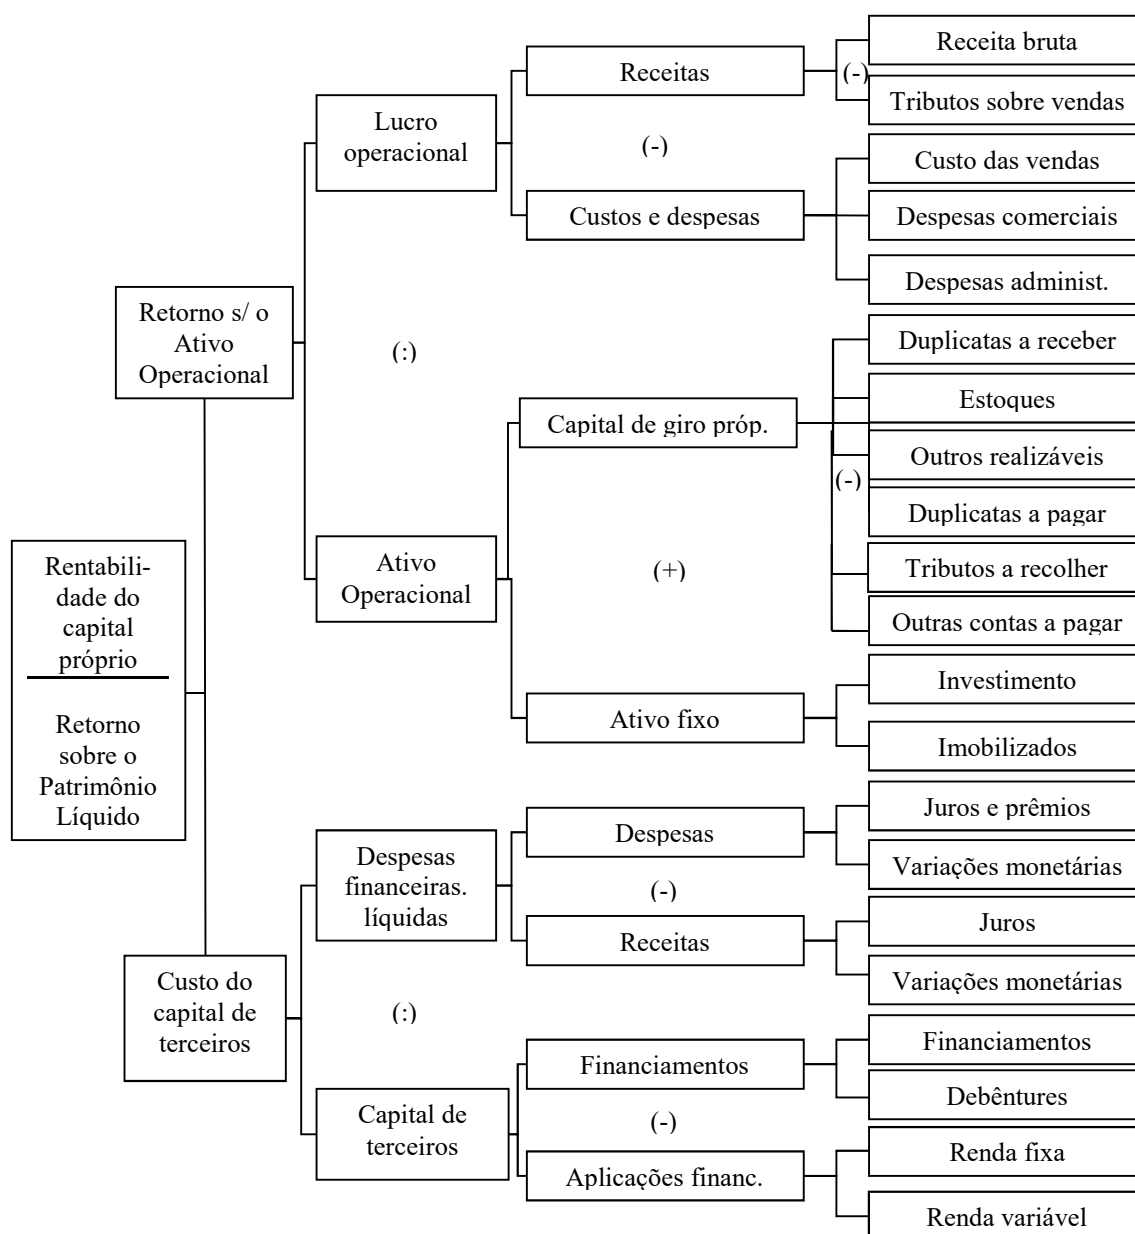 Receita bruta
Receitas
(-)
Tributos sobre vendas
Lucro
operacional
(-)
Custo das vendas
Custos e despesas
Despesas comerciais
Despesas administ.
Retorno s/ o
Ativo
Operacional
(:)
Duplicatas a receber
Estoques
Capital de giro próp.
Outros realizáveis
(-)
Duplicatas a pagar
Ativo
Operacional
(+)
Tributos a recolher
Outras contas a pagar
Rentabili-
dade do
capital
próprio
Retorno
sobre o
Patrimônio
Líquido
Investimento
Ativo fixo
Imobilizados
Juros e prêmios
Despesas
Variações monetárias
Despesas
financeiras.
líquidas
(-)
Juros
Receitas
Variações monetárias
Custo do
capital de
terceiros
(:)
Financiamentos
Financiamentos
Debêntures
Capital de
terceiros
(-)
Renda fixa
Aplicações financ.
Renda variável